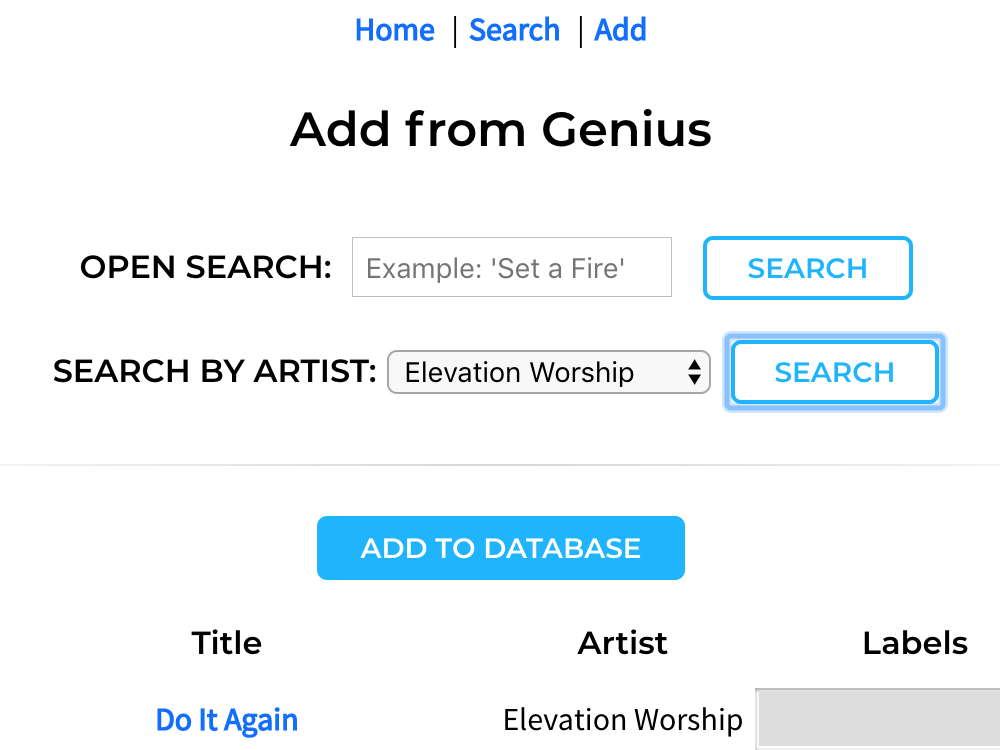 Home | Search | Add
Add from Genius
OPEN SEARCH: Example: 'Set a Fire' SEARCH
SEARCH BY ARTIST: Elevation Worship SEARCH
ADD TO DATABASE
Title Artist Labels
Do It Again Elevation Worship